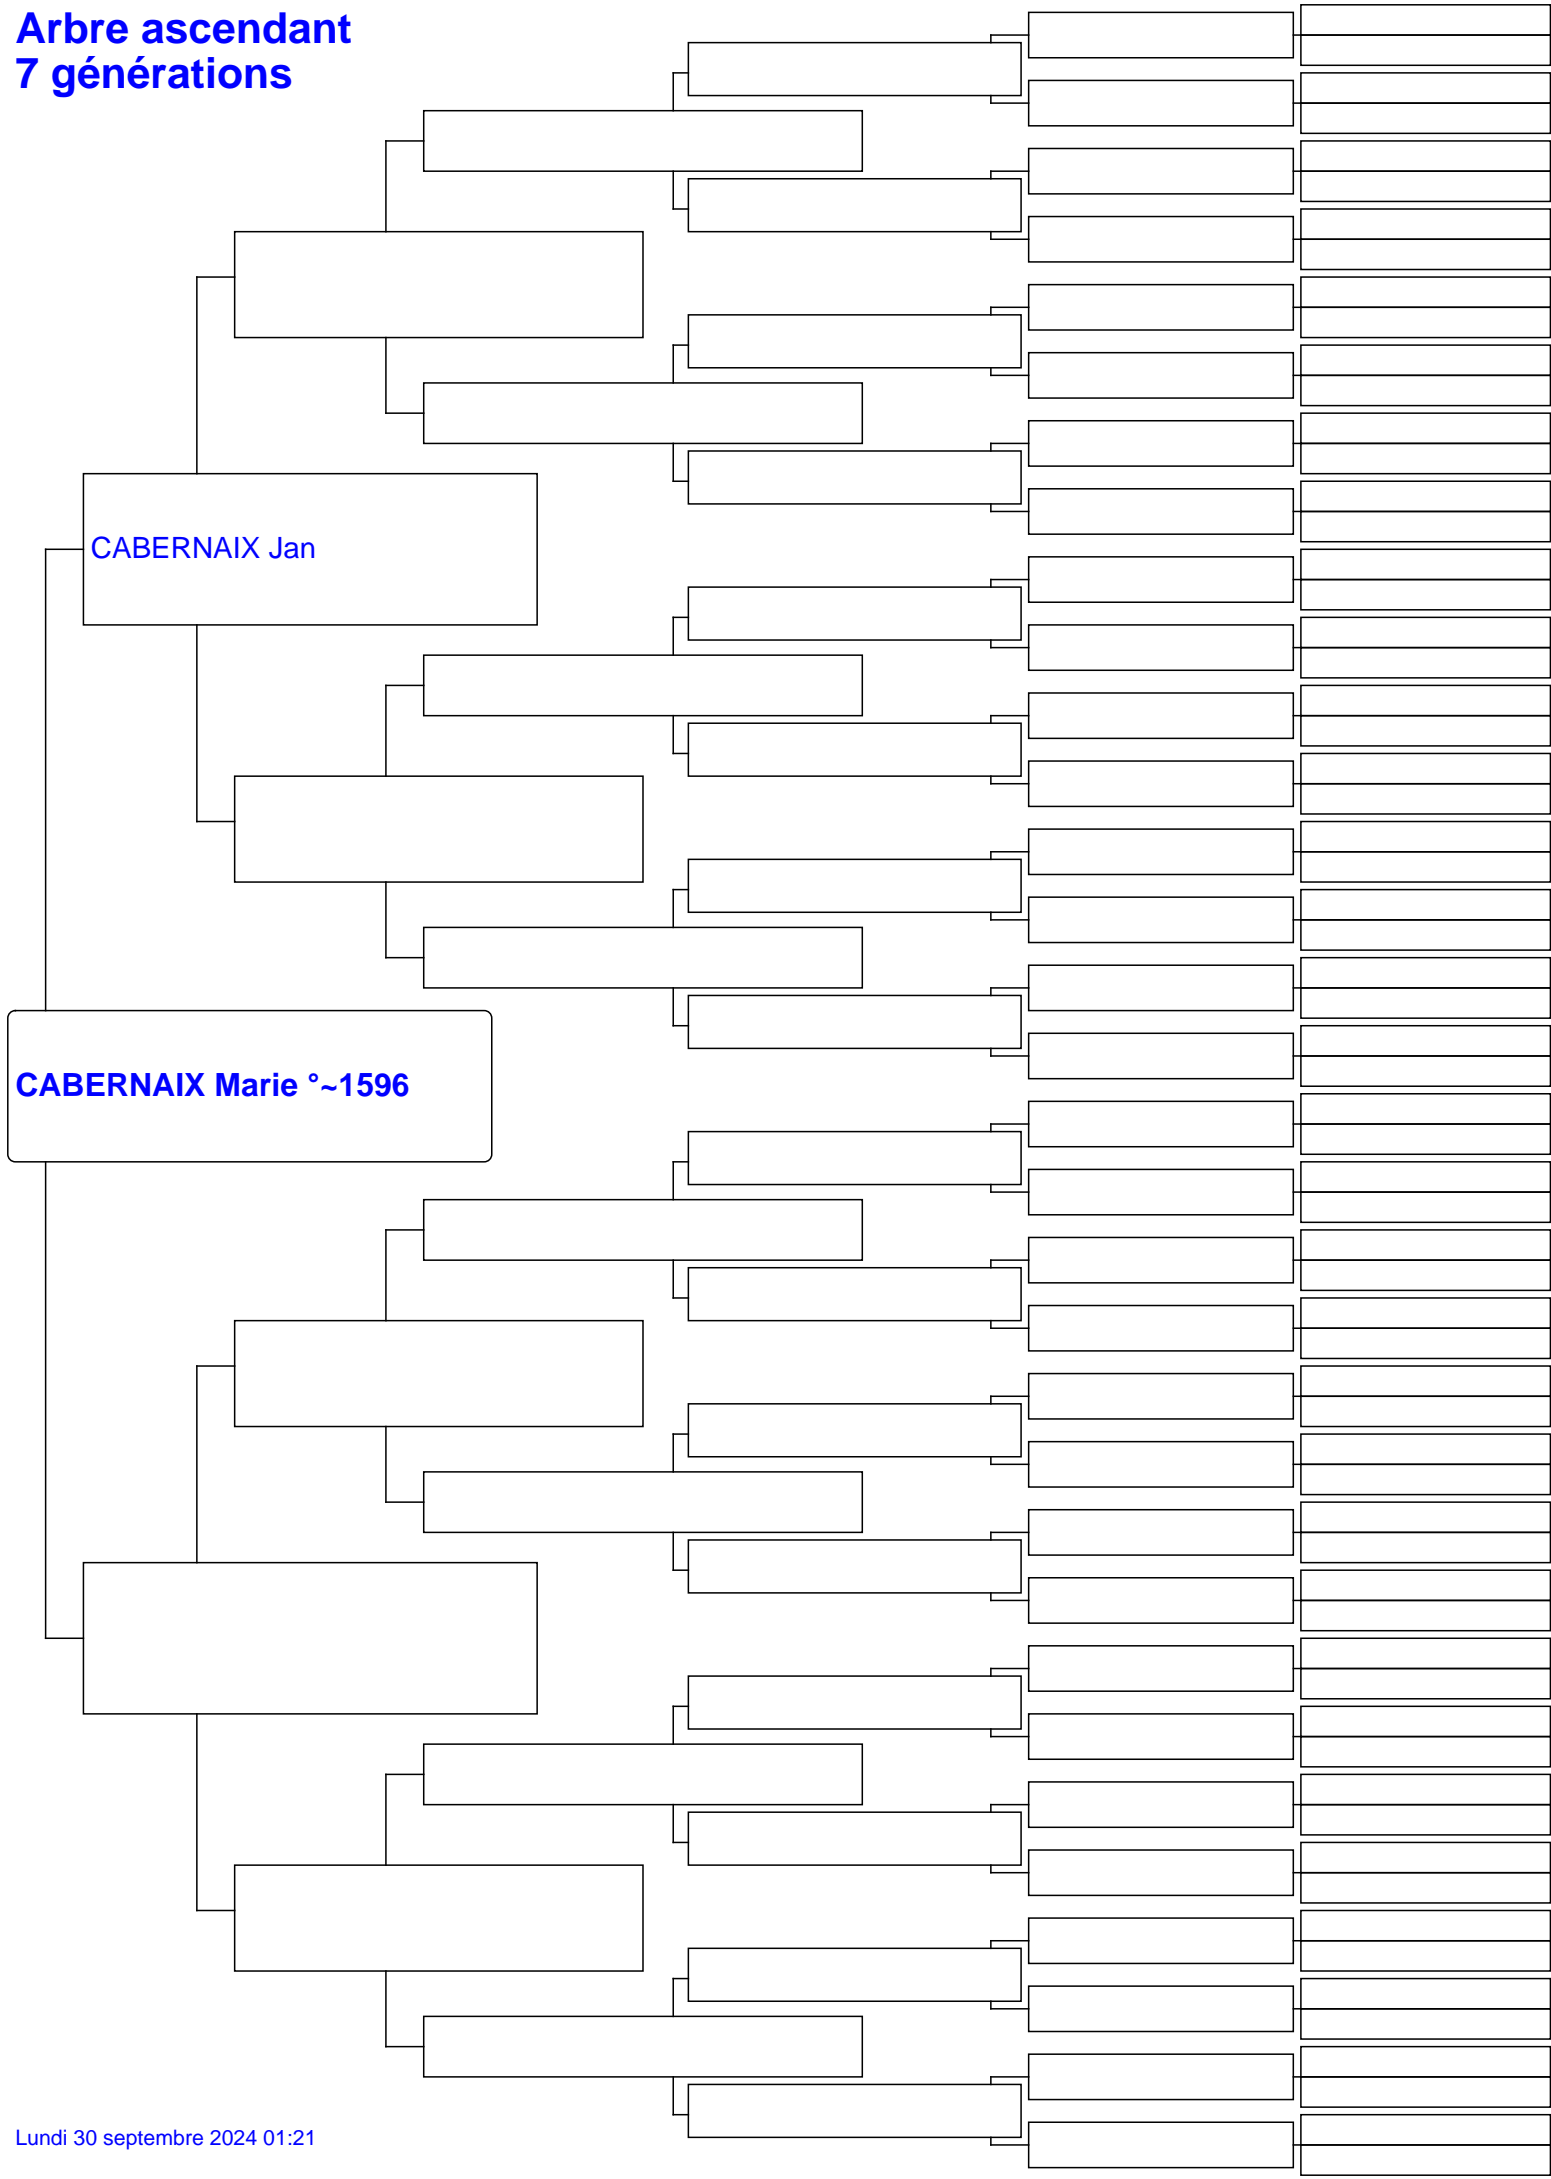 Arbre ascendant
7 générations
CABERNAIX Jan
CABERNAIX Marie °~1596
Lundi 30 septembre 2024 01:21